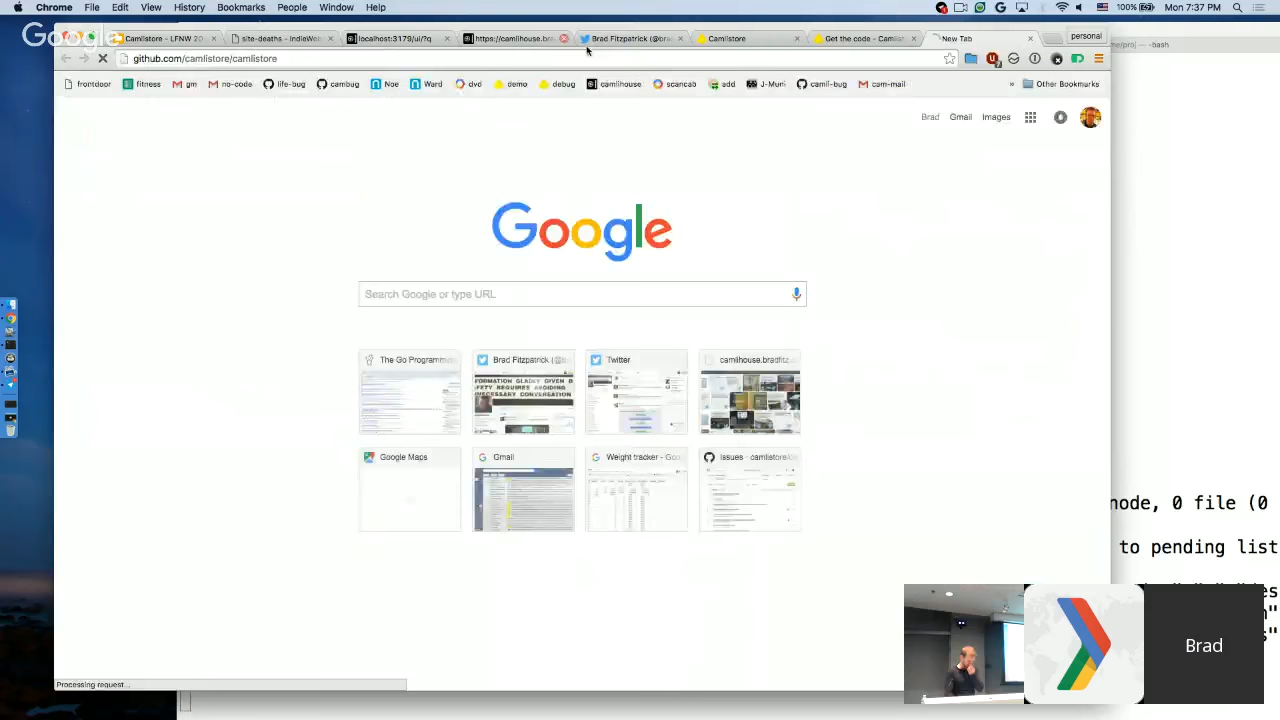 Chrome File Edit View History Bookmarks People Window Help
100% Mon 7:37 PM
Google
Camlistore - LFNW 20 site-deaths - IndieWeb localhost:3179/ui/?q https://camlihouse.bra Brad Fitzpatrick (@bra Camlistore Get the code - Camlist New Tab personal
github.com/camlistore/camlistore
frontdoor fitness gm no-code life-bug cambug Noe Ward dvd demo debug camlihouse scancab add J-Muni camli-bug cam-mail » Other Bookmarks
Brad Gmail Images
Google
Search Google or type URL
The Go Programm Brad Fitzpatrick ( Twitter camlihouse.bradfitz
Google Maps Gmail Weight tracker - Goo Issues · camlistore/
node, 0 file (0
to pending list
Processing request...
Brad